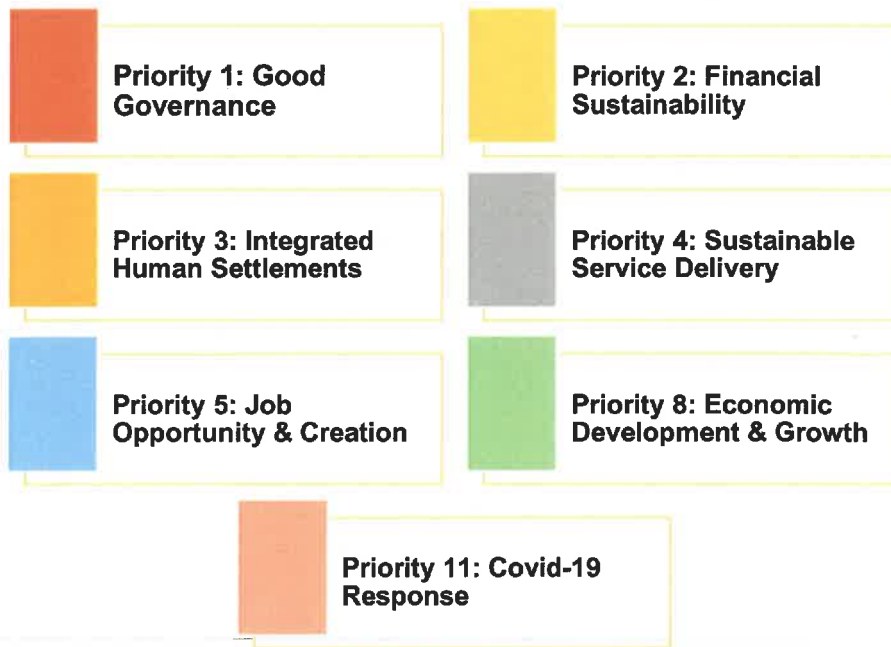 Priority 1: Good
Governance
Priority 2: Financial
Sustainability
Priority 3: Integrated
Human Settlements
Priority 4: Sustainable
Service Delivery
Priority 5: Job
Opportunity & Creation
Priority 8: Economic
Development & Growth
Priority 11: Covid-19
Response